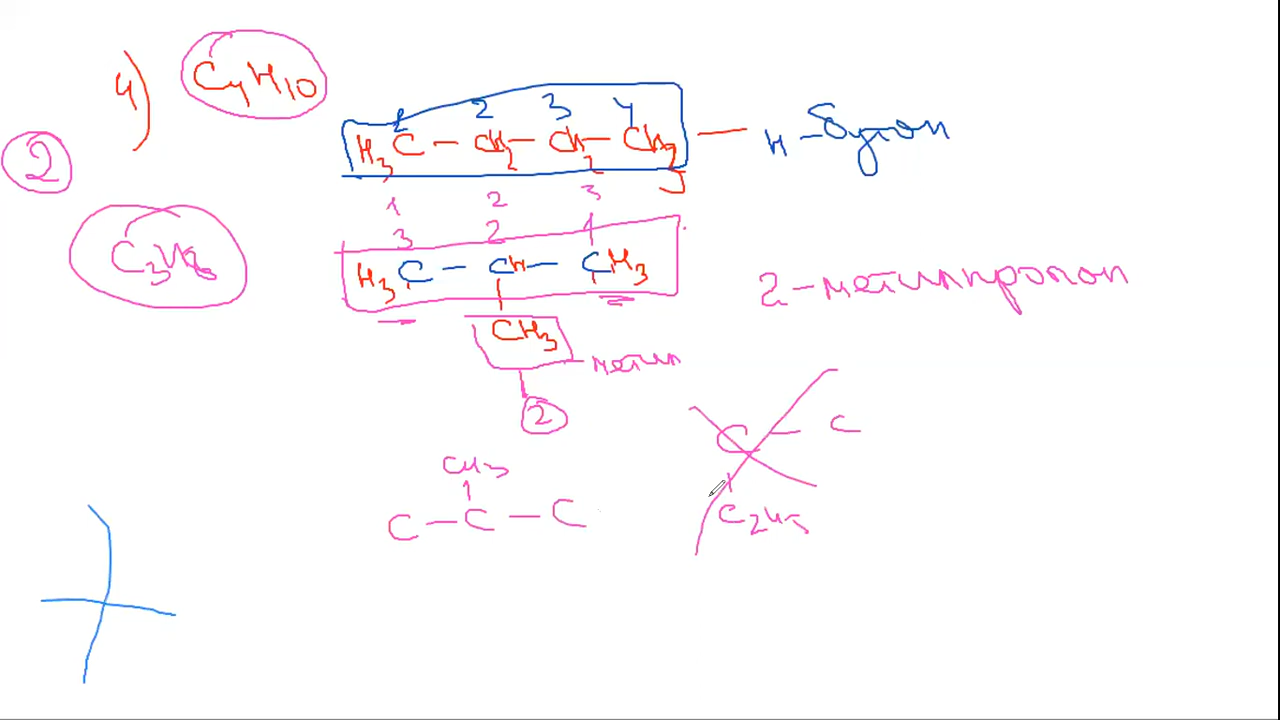 4) C4H10
1 2 3 4
H3C — CH2 — CH2 — CH3 — н-бутан
2
1 2 3
3 2 1
C3H8
H3C — CH — CH3
2-метилпропан
CH3
метил
2
C — C
CH3
C — C — C
C2H5